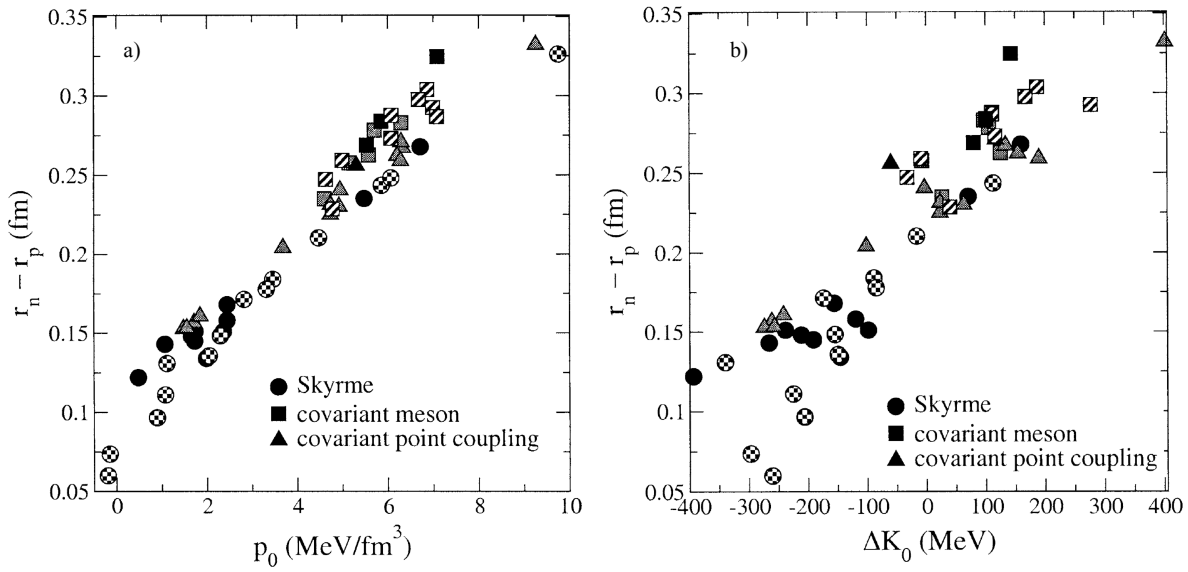 a)
0.35
0.3
0.25
0.2
0.15
0.1
0.05
r_n − r_p (fm)
Skyrme
covariant meson
covariant point coupling
0 2 4 6 8 10
p_0 (MeV/fm^3)
b)
0.35
0.3
0.25
0.2
0.15
0.1
0.05
r_n − r_p (fm)
Skyrme
covariant meson
covariant point coupling
-400 -300 -200 -100 0 100 200 300 400
ΔK_0 (MeV)